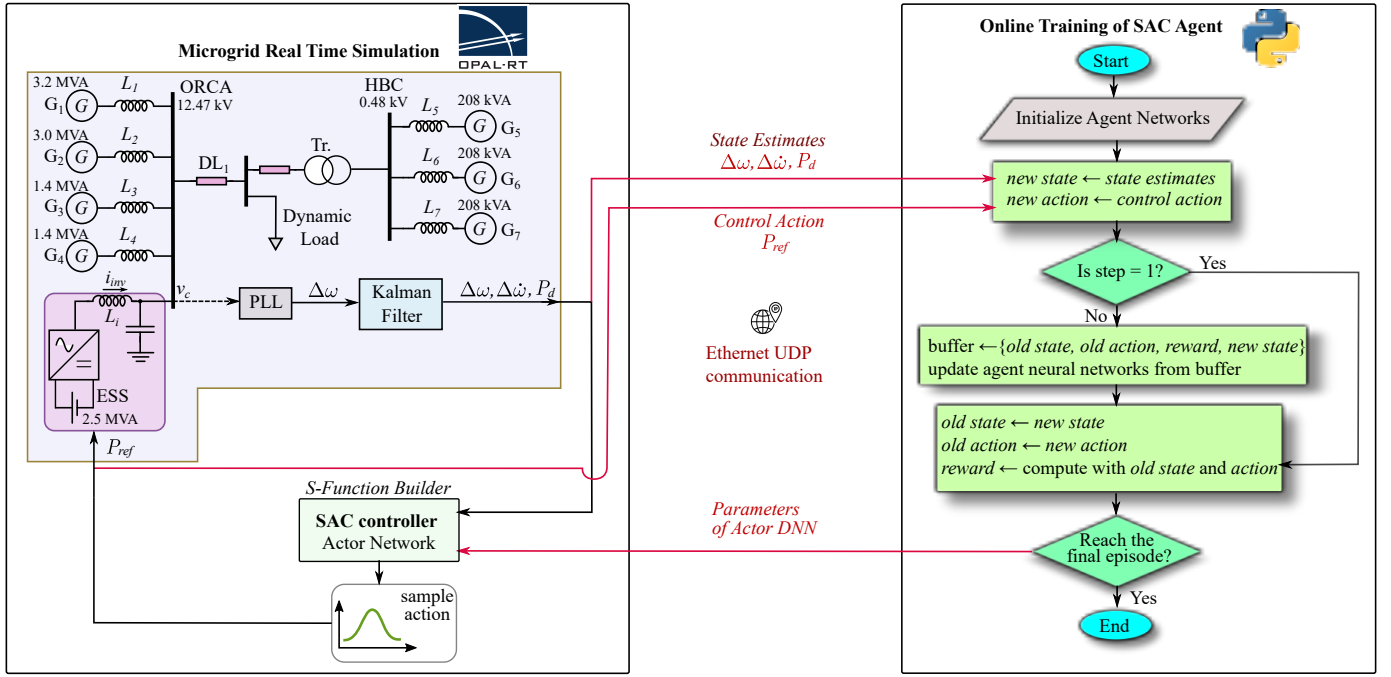 Microgrid Real Time Simulation
OPAL-RT
3.2 MVA
G₁
G
L₁
ORCA
12.47 kV
3.0 MVA
G₂
G
L₂
1.4 MVA
G₃
G
L₃
1.4 MVA
G₄
G
L₄
DL₁
Tr.
Dynamic
Load
HBC
0.48 kV
L₅
208 kVA
G
G₅
L₆
208 kVA
G
G₆
L₇
208 kVA
G
G₇
i_inv
L_i
v_c
PLL
Δω
Kalman
Filter
Δω, Δω̇, P_d
ESS
2.5 MVA
P_ref
S-Function Builder
SAC controller
Actor Network
sample
action
State Estimates
Δω, Δω̇, P_d
Control Action
P_ref
Ethernet UDP
communication
Parameters
of Actor DNN
Online Training of SAC Agent
Start
Initialize Agent Networks
new state ← state estimates
new action ← control action
Is step = 1?
Yes
No
buffer ←{old state, old action, reward, new state}
update agent neural networks from buffer
old state ← new state
old action ← new action
reward ← compute with old state and action
Reach the
final episode?
Yes
End